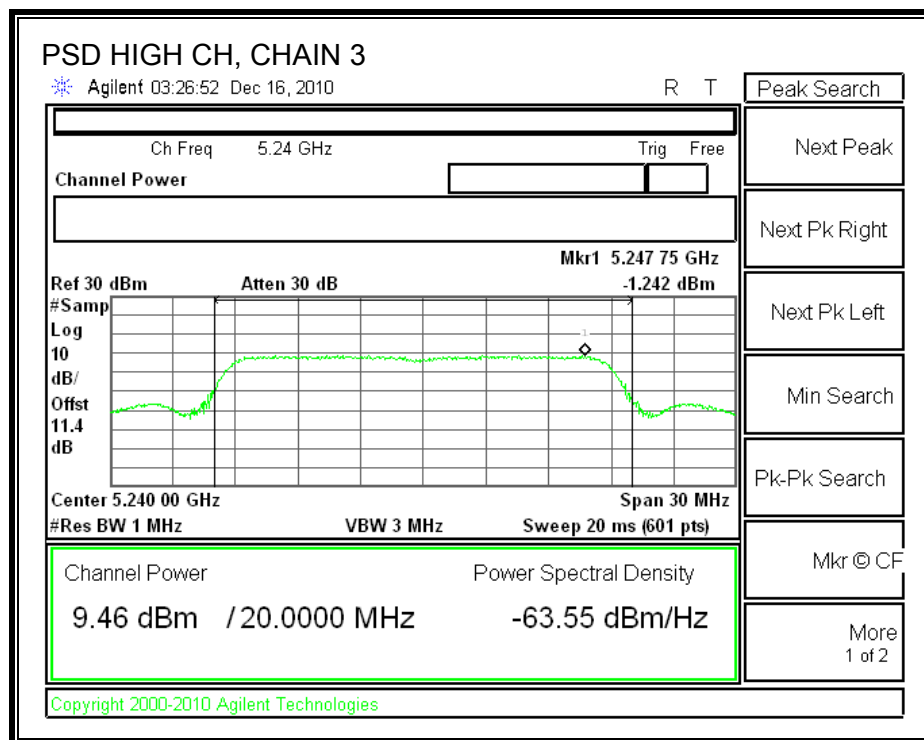 PSD HIGH CH, CHAIN 3
Agilent 03:26:52 Dec 16, 2010 R T
Peak Search
Ch Freq 5.24 GHz Trig Free
Channel Power
Mkr1 5.247 75 GHz
Ref 30 dBm Atten 30 dB -1.242 dBm
#Samp
Log
10
dB/
Offst
11.4
dB
1
Center 5.240 00 GHz Span 30 MHz
#Res BW 1 MHz VBW 3 MHz Sweep 20 ms (601 pts)
Channel Power Power Spectral Density
9.46 dBm / 20.0000 MHz -63.55 dBm/Hz
Next Peak
Next Pk Right
Next Pk Left
Min Search
Pk-Pk Search
Mkr © CF
More
1 of 2
Copyright 2000-2010 Agilent Technologies